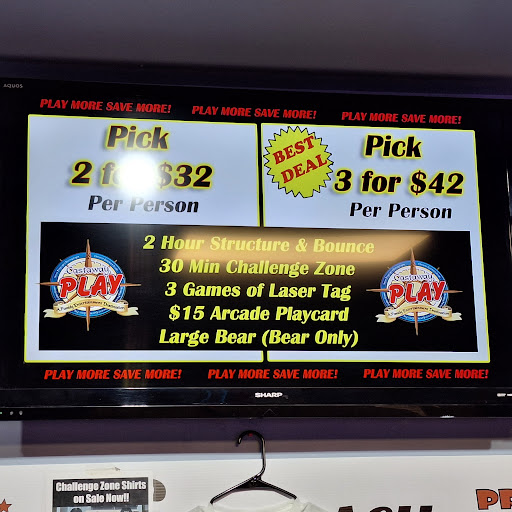 AQUOS
PLAY MORE SAVE MORE! PLAY MORE SAVE MORE! PLAY MORE SAVE MORE!
Pick
2 for $32
Per Person
BEST
DEAL
Pick
3 for $42
Per Person
2 Hour Structure & Bounce
30 Min Challenge Zone
3 Games of Laser Tag
$15 Arcade Playcard
Large Bear (Bear Only)
Castaway
PLAY
Castaway
PLAY
PLAY MORE SAVE MORE! PLAY MORE SAVE MORE! PLAY MORE SAVE MORE!
SHARP
Challenge Zone Shirts
on Sale Now!!